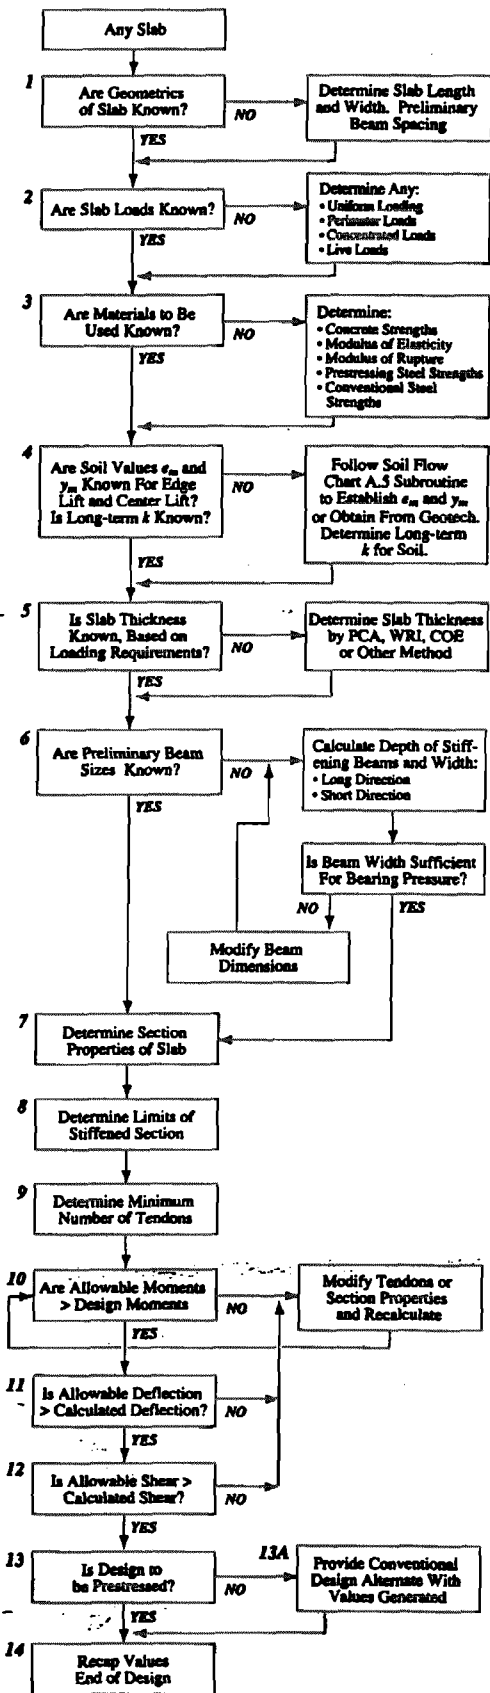 Any Slab
1
Are Geometrics
of Slab Known?
NO
Determine Slab Length
and Width. Preliminary
Beam Spacing
YES
2
Are Slab Loads Known?
NO
Determine Any:
• Uniform Loading
• Perimeter Loads
• Concentrated Loads
• Live Loads
YES
3
Are Materials to Be
Used Known?
NO
Determine:
• Concrete Strengths
• Modulus of Elasticity
• Modulus of Rupture
• Prestressing Steel Strengths
• Conventional Steel
Strengths
YES
4
Are Soil Values em and
ym Known For Edge
Lift and Center Lift?
Is Long-term k Known?
NO
Follow Soil Flow
Chart A.5 Subroutine
to Establish em and ym
or Obtain From Geotech.
Determine Long-term
k for Soil.
YES
5
Is Slab Thickness
Known, Based on
Loading Requirements?
NO
Determine Slab Thickness
by PCA, WRI, COE
or Other Method
YES
6
Are Preliminary Beam
Sizes Known?
NO
Calculate Depth of Stiff-
ening Beams and Width:
• Long Direction
• Short Direction
YES
Is Beam Width Sufficient
For Bearing Pressure?
NO
YES
Modify Beam
Dimensions
7
Determine Section
Properties of Slab
8
Determine Limits of
Stiffened Section
9
Determine Minimum
Number of Tendons
10
Are Allowable Moments
> Design Moments
NO
Modify Tendons or
Section Properties
and Recalculate
YES
11
Is Allowable Deflection
> Calculated Deflection?
NO
YES
12
Is Allowable Shear >
Calculated Shear?
NO
YES
13
Is Design to
be Prestressed?
NO
13A
Provide Conventional
Design Alternate With
Values Generated
YES
14
Recap Values
End of Design